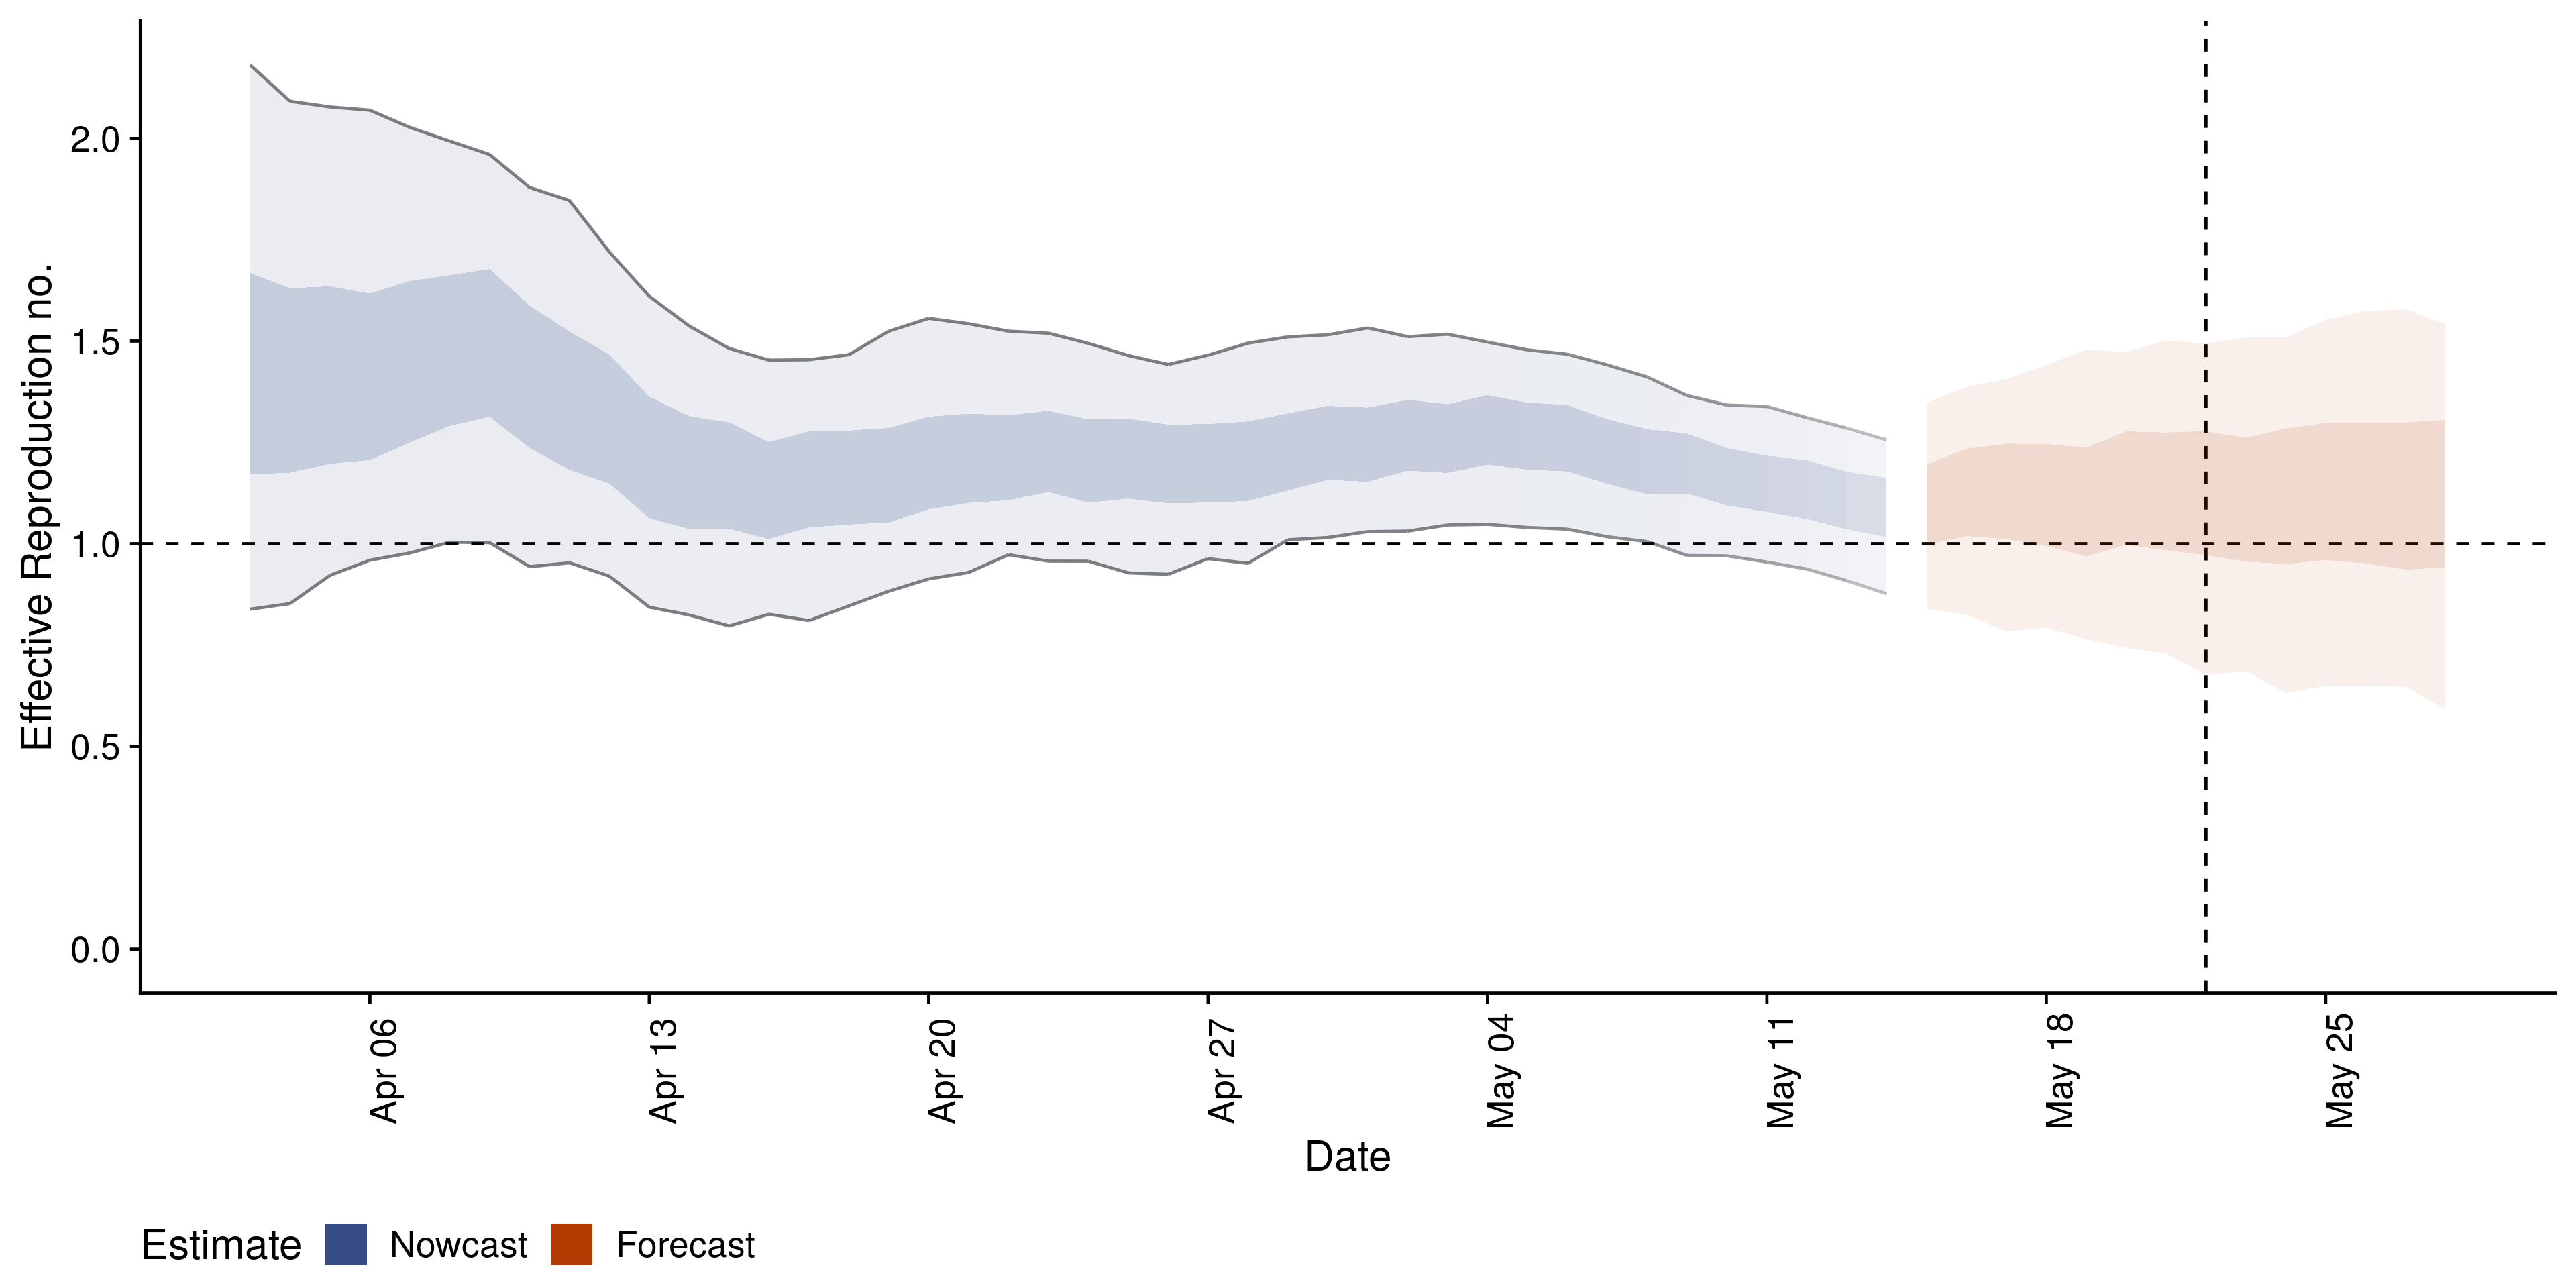 Effective Reproduction no.
2.0
1.5
1.0
0.5
0.0
Apr 06
Apr 13
Apr 20
Apr 27
May 04
May 11
May 18
May 25
Date
Estimate Nowcast Forecast